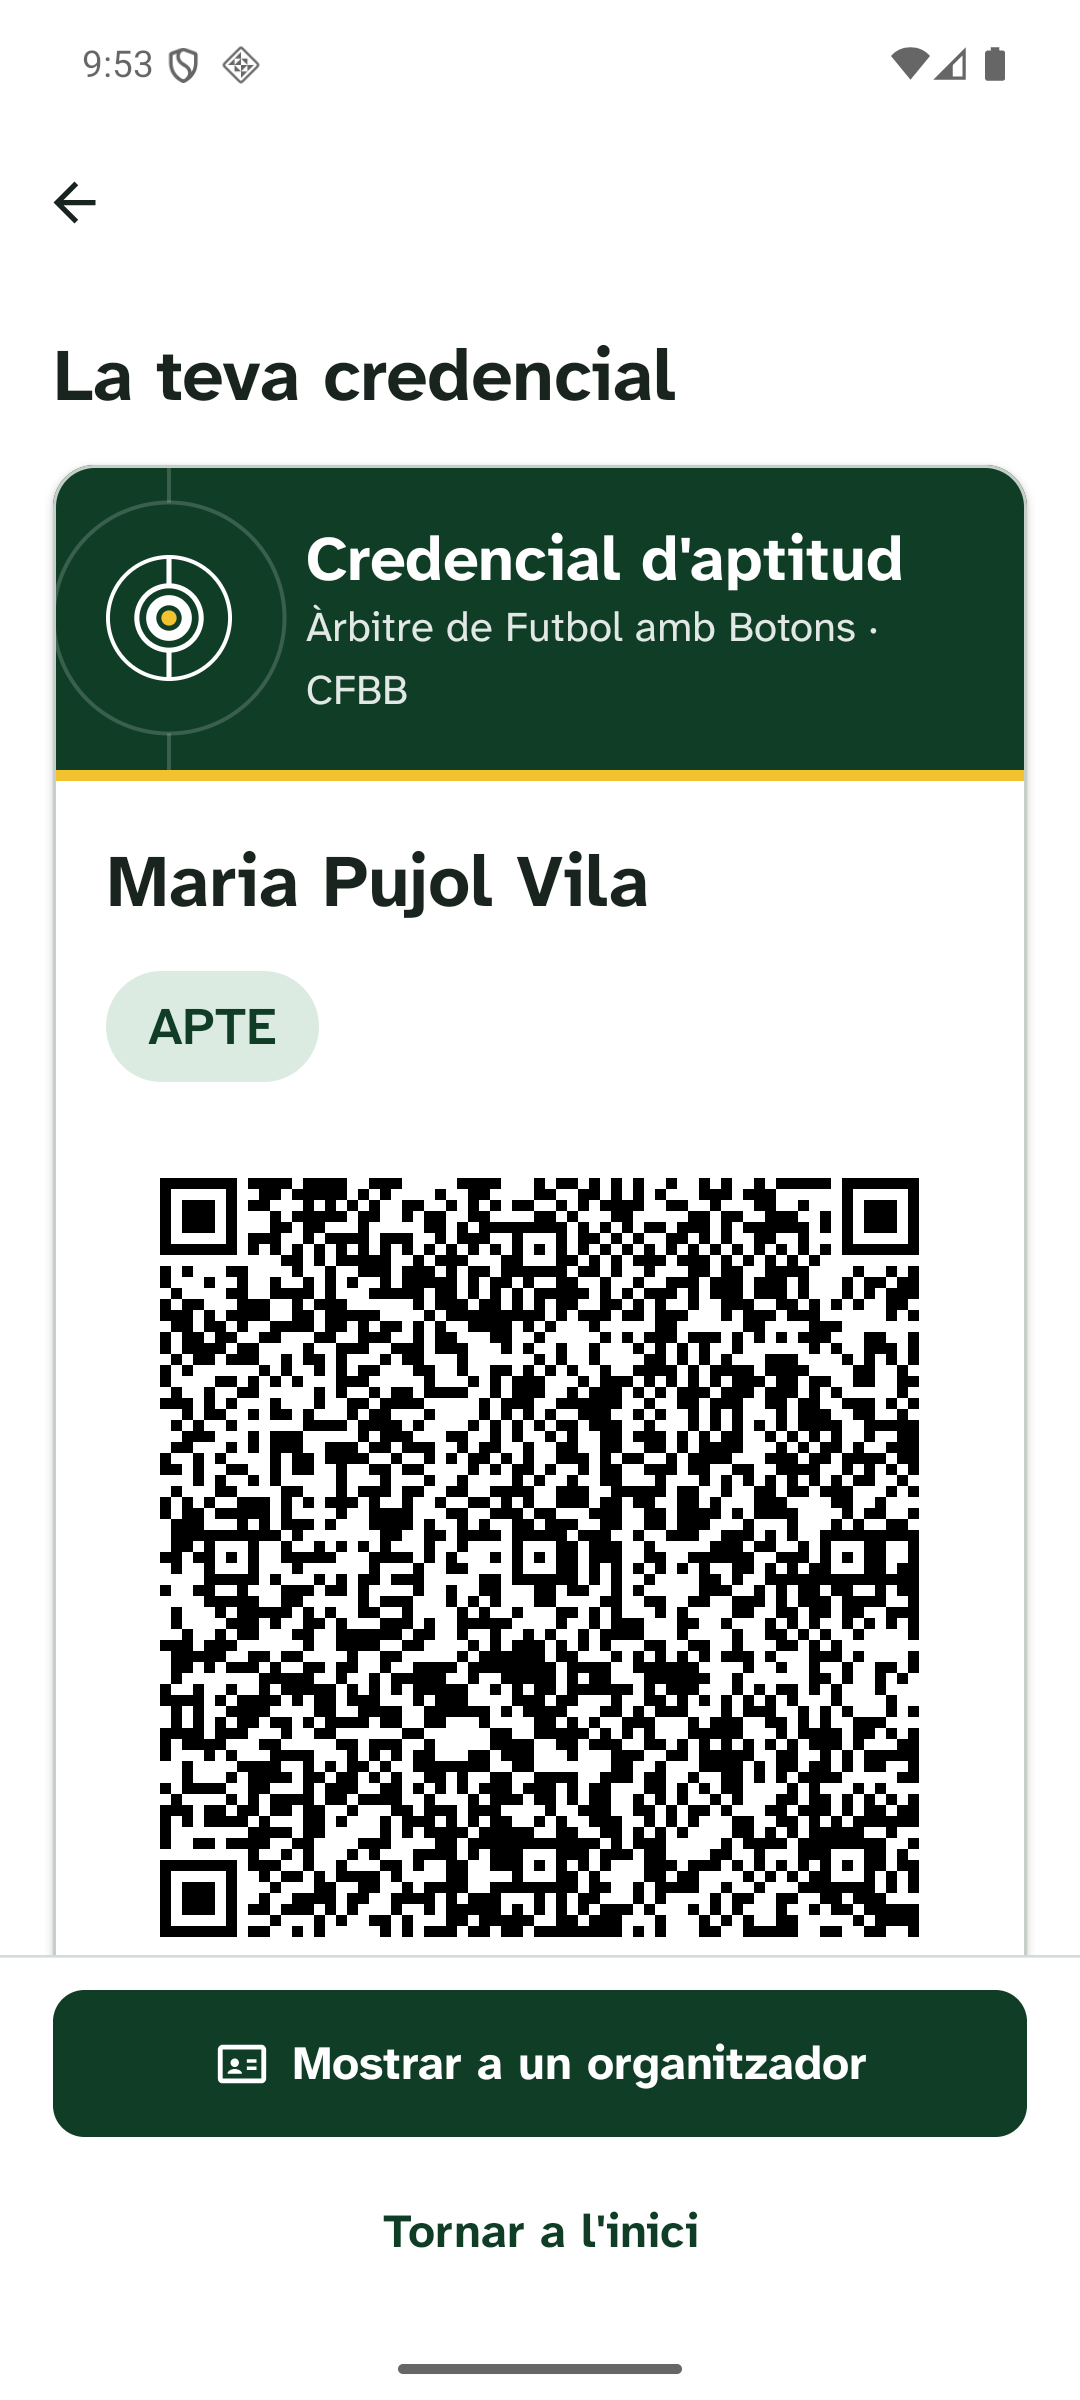 9:53
La teva credencial
Credencial d'aptitud
Àrbitre de Futbol amb Botons ·
CFBB
Maria Pujol Vila
APTE
Mostrar a un organitzador
Tornar a l'inici